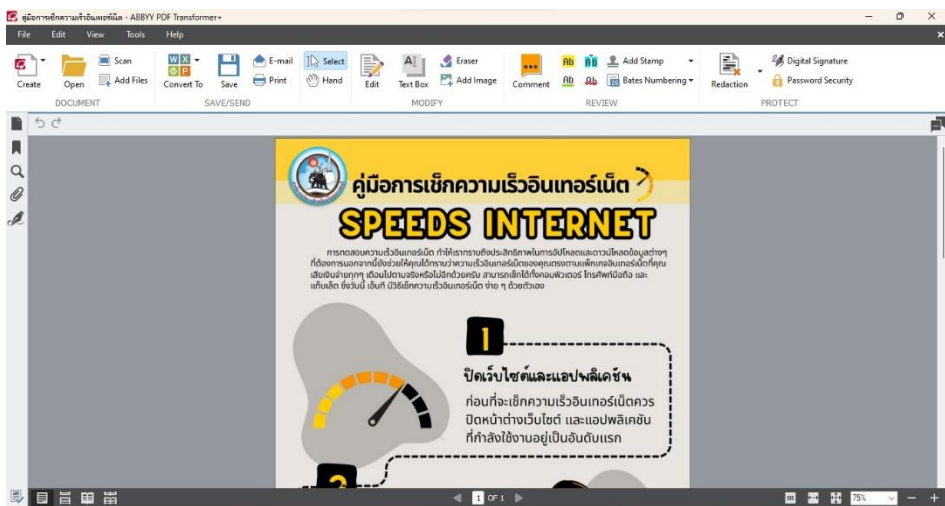 คู่มือการเช็กความเร็วอินเทอร์เน็ต - ABBYY PDF Transformer+
File Edit View Tools Help
Create
Open
Scan
Add Files
DOCUMENT
Convert To
Save
E-mail
Print
SAVE/SEND
Select
Hand
Edit
Text Box
Eraser
Add Image
MODIFY
Comment
Add Stamp
Bates Numbering
REVIEW
Redaction
Digital Signature
Password Security
PROTECT
คู่มือการเช็กความเร็วอินเทอร์เน็ต
SPEEDS INTERNET
การทดสอบความเร็วอินเทอร์เน็ต ทำให้เราทราบถึงประสิทธิภาพในการอัปโหลดและดาวน์โหลดข้อมูลต่างๆ
ที่ต้องการนอกจากนี้ยังช่วยให้คุณได้ทราบว่าความเร็วอินเทอร์เน็ตของคุณตรงตามแพ็กเกจอินเทอร์เน็ตที่คุณ
เสียเงินจ่ายทุกๆ เดือนไปตามจริงหรือไม่อีกด้วยครับ สามารถเช็กได้ทั้งคอมพิวเตอร์ โทรศัพท์มือถือ และ
แท็บเล็ต ซึ่งวันนี้ เอ็นที มีวิธีเช็กความเร็วอินเทอร์เน็ต ง่าย ๆ ด้วยตัวเอง
1
ปิดเว็บไซต์และแอปพลิเคชัน
ก่อนที่จะเช็กความเร็วอินเทอร์เน็ตควร
ปิดหน้าต่างเว็บไซต์ และแอปพลิเคชัน
ที่กำลังใช้งานอยู่เป็นอันดับแรก
2
1 OF 1
75%